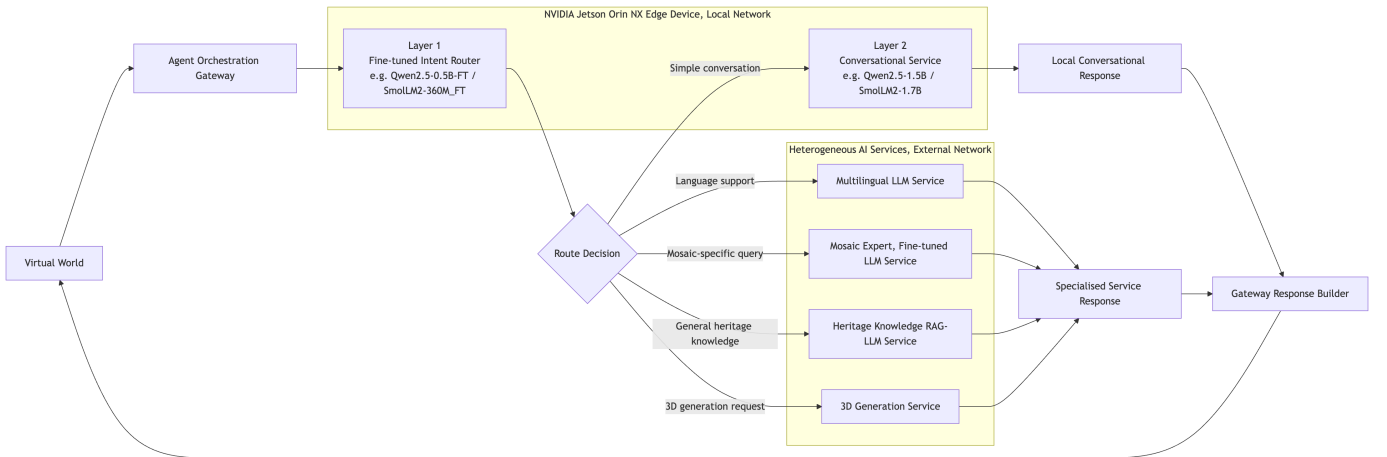 NVIDIA Jetson Orin NX Edge Device, Local Network
Agent Orchestration
Gateway
Layer 1
Fine-tuned Intent Router
e.g. Qwen2.5-0.5B-FT /
SmolLM2-360M_FT
Simple conversation
Layer 2
Conversational Service
e.g. Qwen2.5-1.5B /
SmolLM2-1.7B
Local Conversational
Response
Heterogeneous AI Services, External Network
Language support
Multilingual LLM Service
Virtual World
Route Decision
Mosaic-specific query
Mosaic Expert, Fine-tuned
LLM Service
General heritage
knowledge
Heritage Knowledge RAG-
LLM Service
3D generation request
3D Generation Service
Specialised Service
Response
Gateway Response Builder